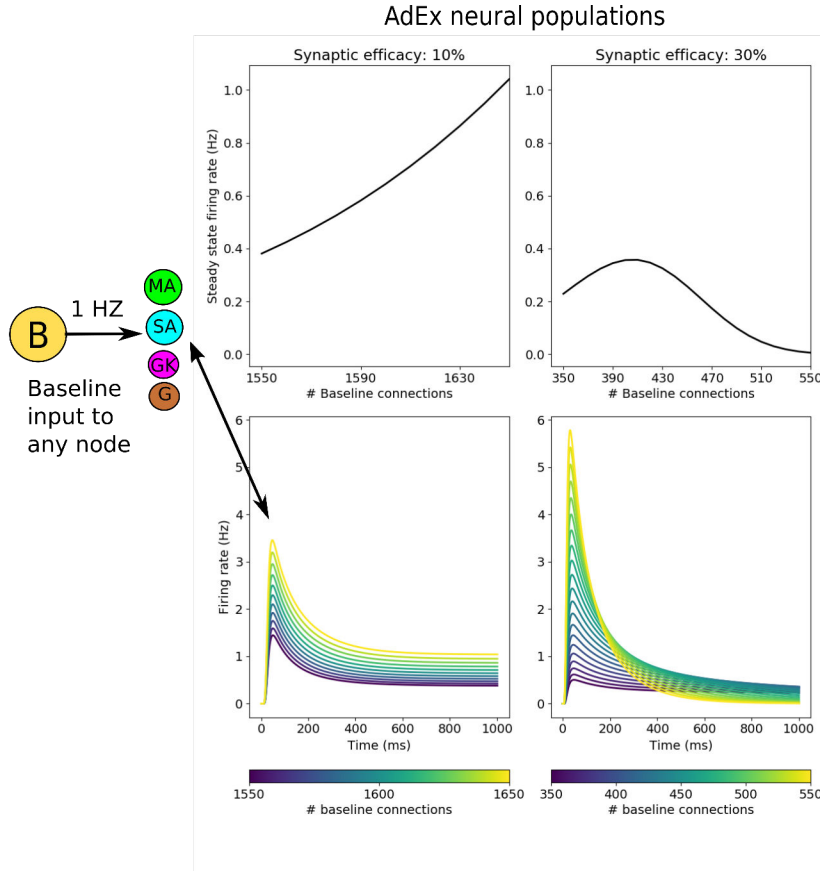 AdEx neural populations
Synaptic efficacy: 10%
Steady state firing rate (Hz)
1.0
0.8
0.6
0.4
0.2
0.0
1550
1590
1630
# Baseline connections
Synaptic efficacy: 30%
1.0
0.8
0.6
0.4
0.2
0.0
350
390
430
470
510
550
# Baseline connections
B
1 HZ
MA
SA
GK
G
Baseline
input to
any node
Firing rate (Hz)
6
5
4
3
2
1
0
0
200
400
600
800
1000
Time (ms)
6
5
4
3
2
1
0
0
200
400
600
800
1000
Time (ms)
1550
1600
1650
# baseline connections
350
400
450
500
550
# baseline connections